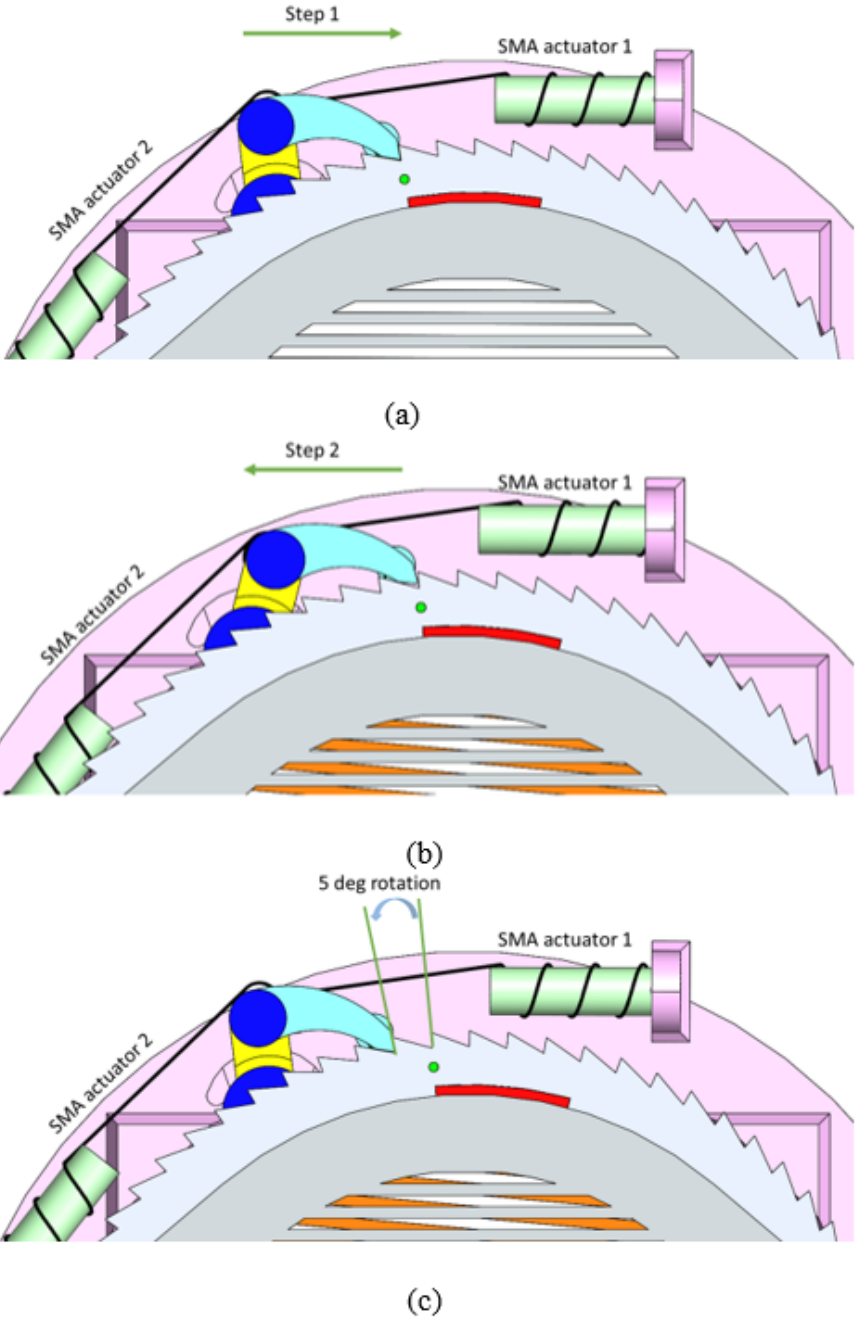 Step 1
SMA actuator 1
SMA actuator 2
(a)
Step 2
SMA actuator 1
SMA actuator 2
(b)
5 deg rotation
SMA actuator 1
SMA actuator 2
(c)